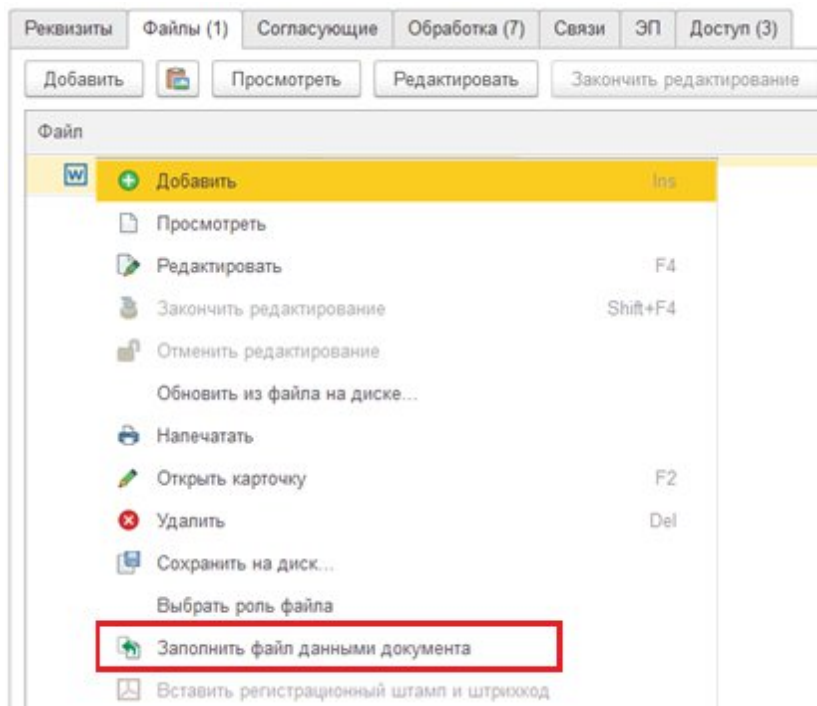 Реквизиты Файлы (1) Согласующие Обработка (7) Связи ЭП Доступ (3)
Добавить Просмотреть Редактировать Закончить редактирование
Файл
W Добавить Ins
Просмотреть
Редактировать F4
Закончить редактирование Shift+F4
Отменить редактирование
Обновить из файла на диске...
Напечатать
Открыть карточку F2
Удалить Del
Сохранить на диск...
Выбрать роль файла
Заполнить файл данными документа
Вставить регистрационный штамп и штрихкод